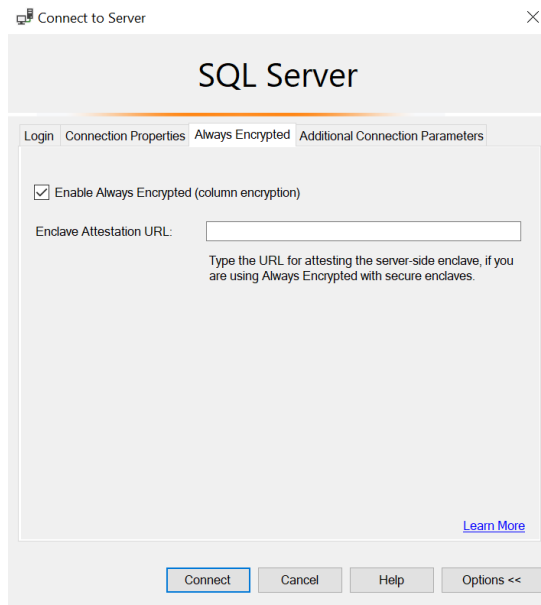 Connect to Server
SQL Server
Login Connection Properties Always Encrypted Additional Connection Parameters
Enable Always Encrypted (column encryption)
Enclave Attestation URL:
Type the URL for attesting the server-side enclave, if you
are using Always Encrypted with secure enclaves.
Learn More
Connect Cancel Help Options <<